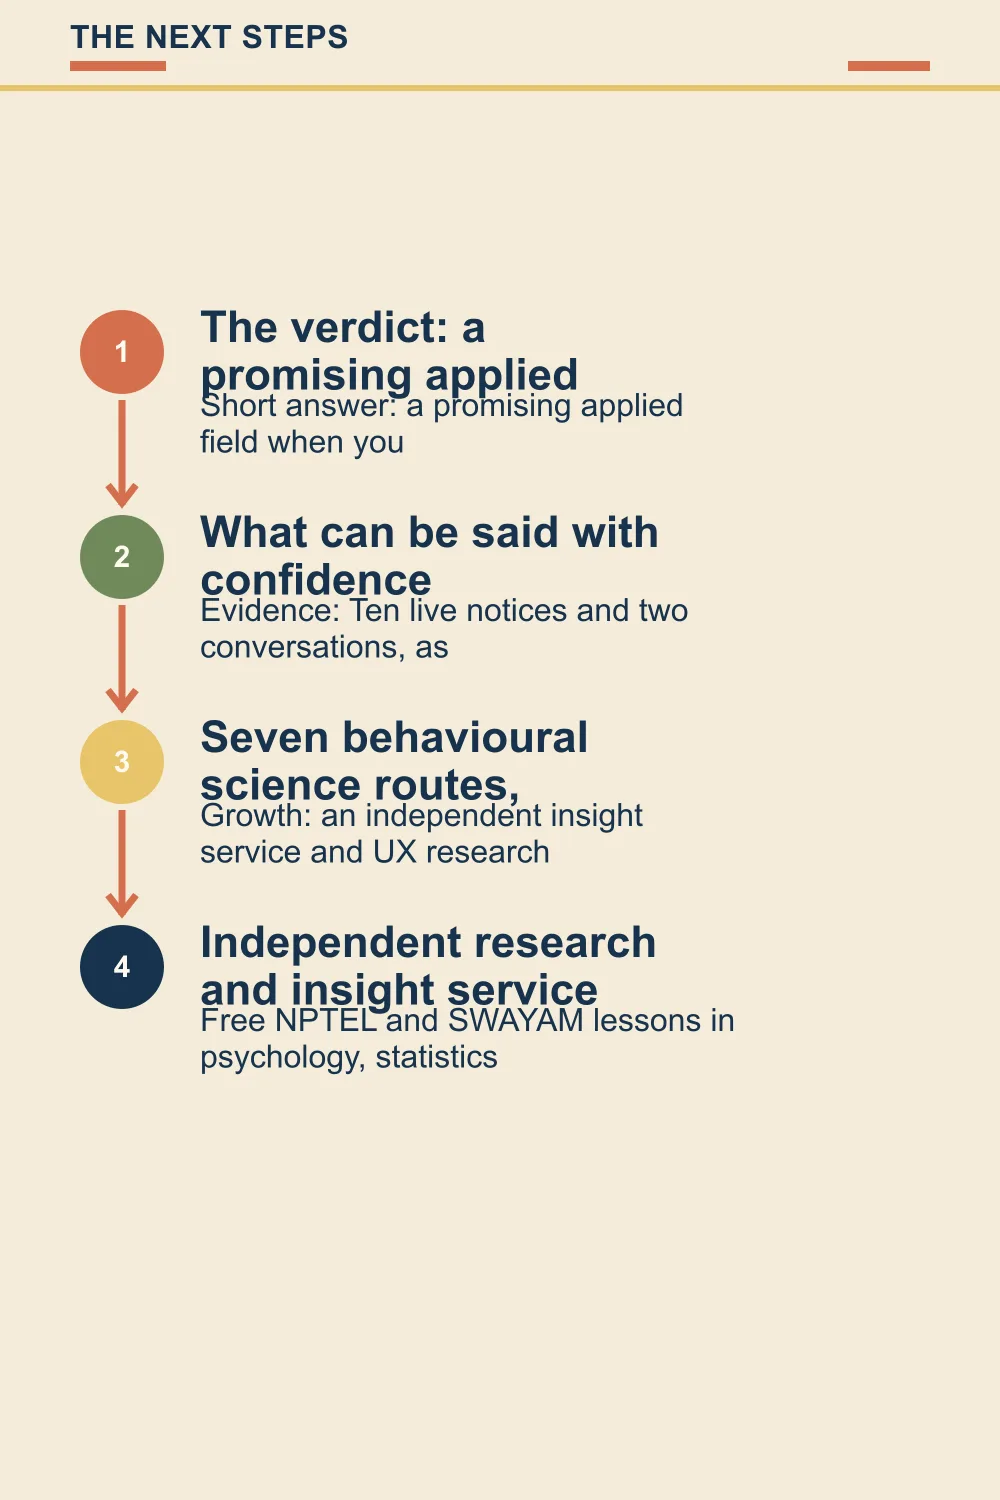 THE NEXT STEPS
1
The verdict: a
promising applied
Short answer: a promising applied
field when you
2
What can be said with
confidence
Evidence: Ten live notices and two
conversations, as
3
Seven behavioural
science routes,
Growth: an independent insight
service and UX research
4
Independent research
and insight service
Free NPTEL and SWAYAM lessons in
psychology, statistics